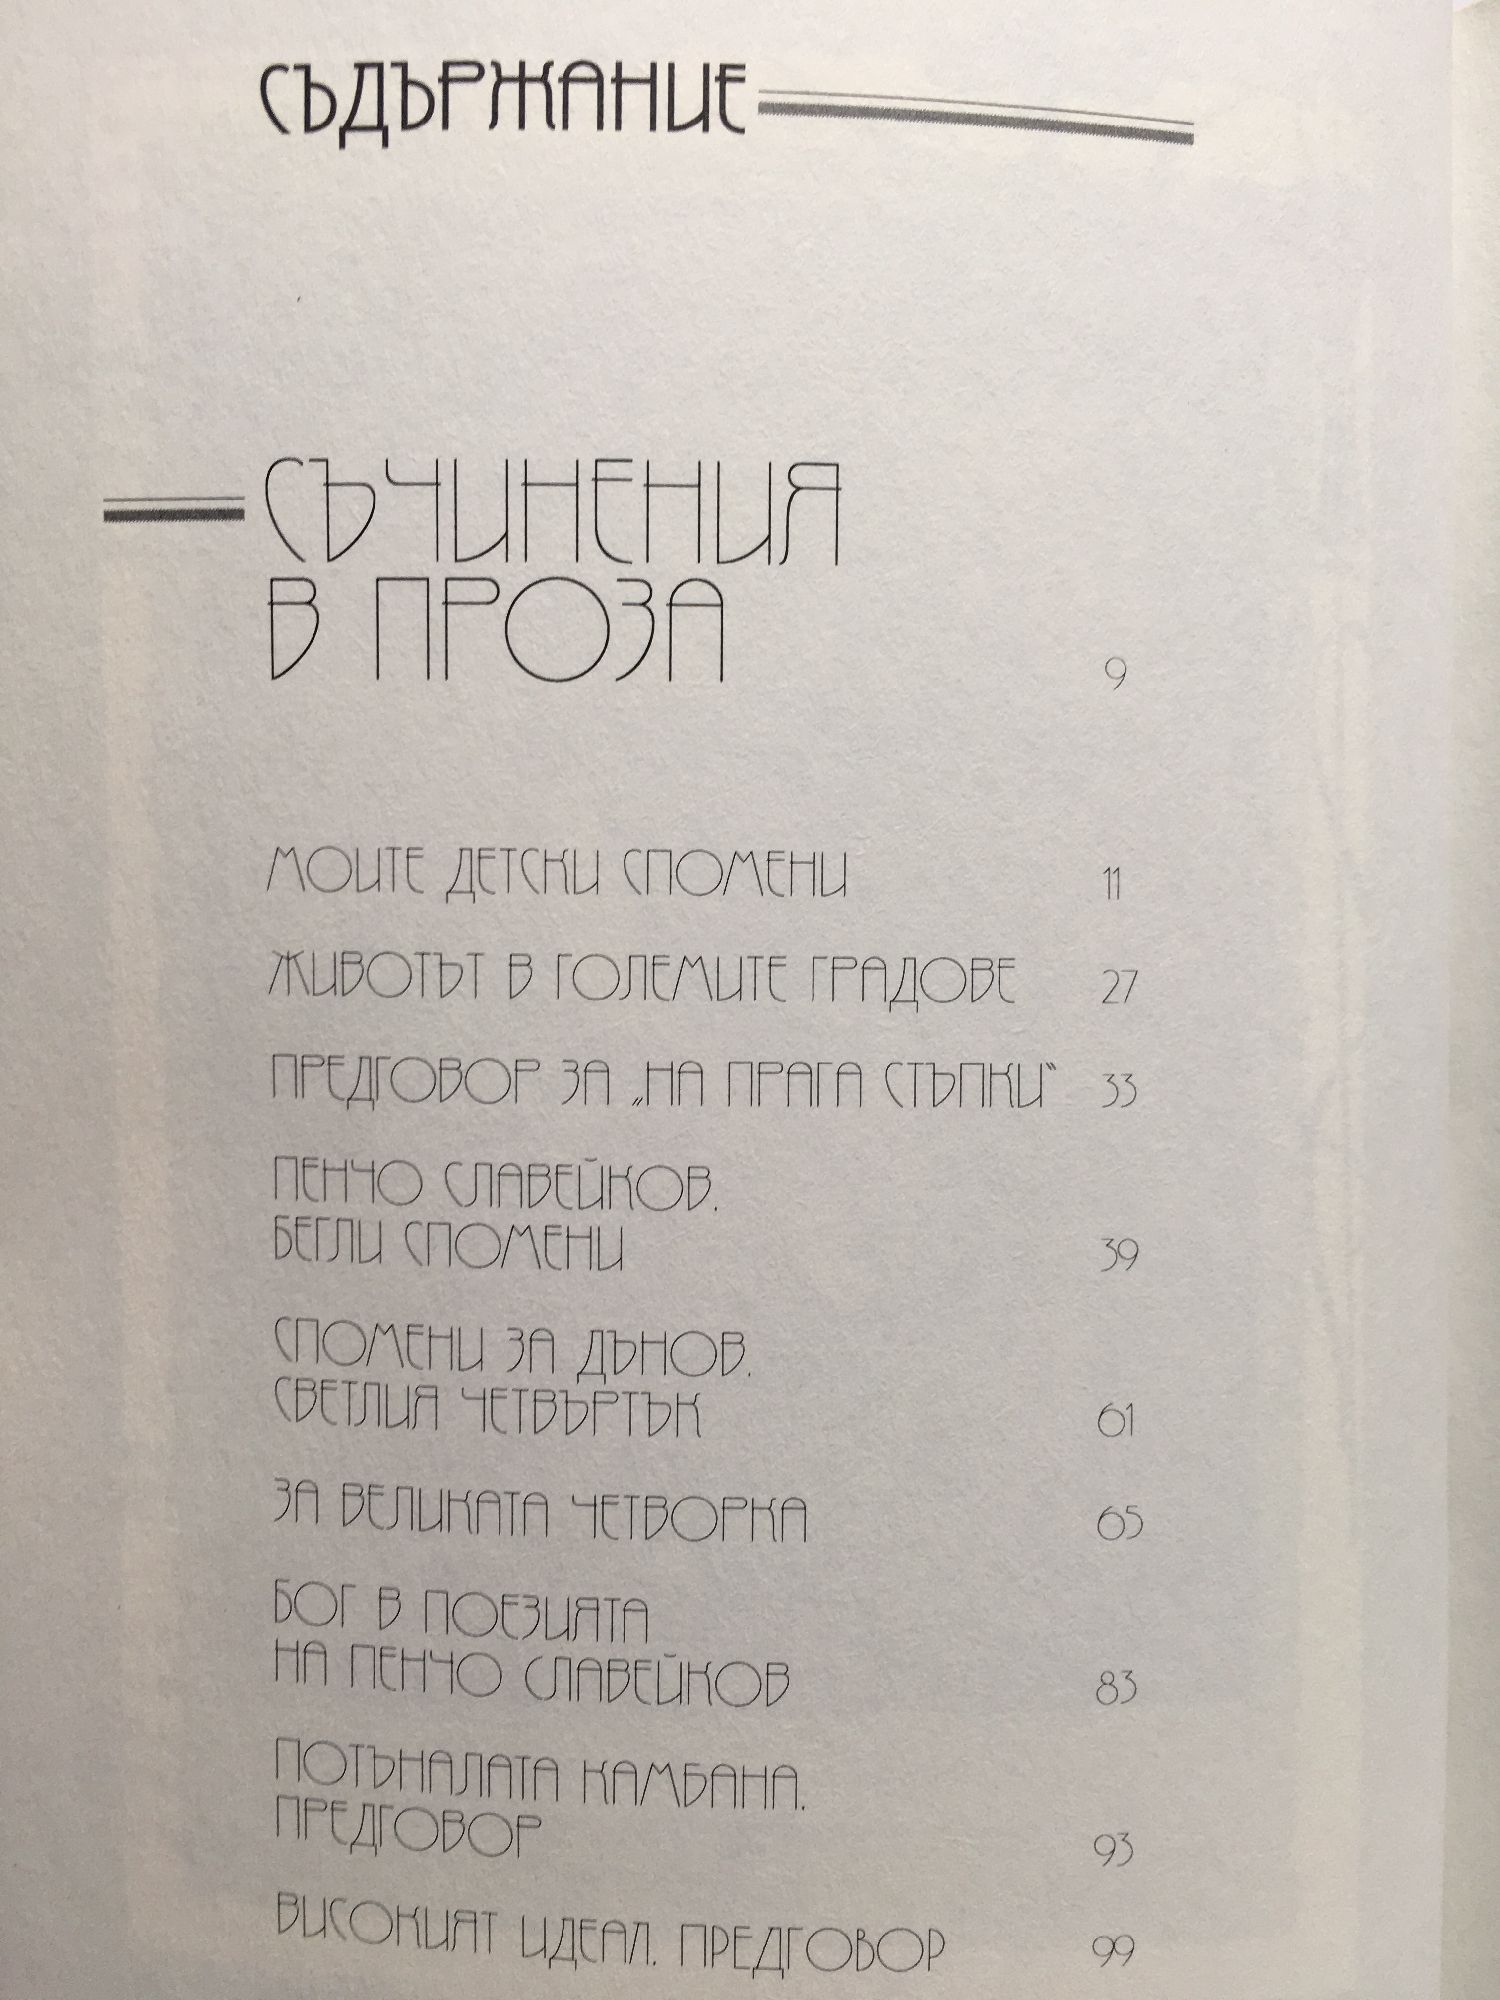 СЪДЪРЖАНИЕ
СЪЧИНЕНИЯ
В ПРОЗА 9
МОИТЕ ДЕТСКИ СПОМЕНИ 11
ЖИВОТЪТ В ГОЛЕМИТЕ ГРАДОВЕ 27
ПРЕДГОВОР ЗА „НА ПРАГА СТЪПКИ“ 33
ПЕНЧО СЛАВЕЙКОВ.
БЕГЛИ СПОМЕНИ 39
СПОМЕНИ ЗА ДЪНОВ.
СВЕТЛИЯ ЧЕТВЪРТЪК 61
ЗА ВЕЛИКАТА ЧЕТВОРКА 65
БОГ В ПОЕЗИЯТА
НА ПЕНЧО СЛАВЕЙКОВ 83
ПОТЪНАЛАТА КАМБАНА.
ПРЕДГОВОР 93
ВИСОКИЯТ ИДЕАЛ. ПРЕДГОВОР 99